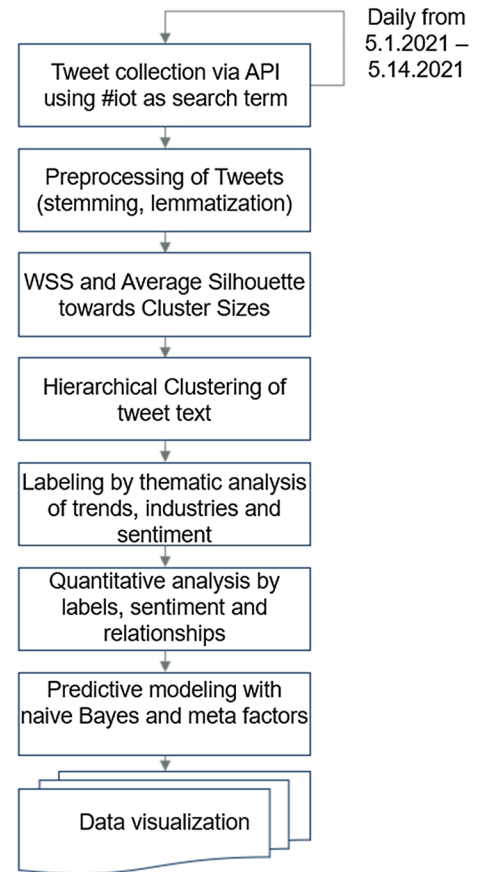 Daily from
5.1.2021 –
5.14.2021
Tweet collection via API
using #iot as search term
Preprocessing of Tweets
(stemming, lemmatization)
WSS and Average Silhouette
towards Cluster Sizes
Hierarchical Clustering of
tweet text
Labeling by thematic analysis
of trends, industries and
sentiment
Quantitative analysis by
labels, sentiment and
relationships
Predictive modeling with
naive Bayes and meta factors
Data visualization